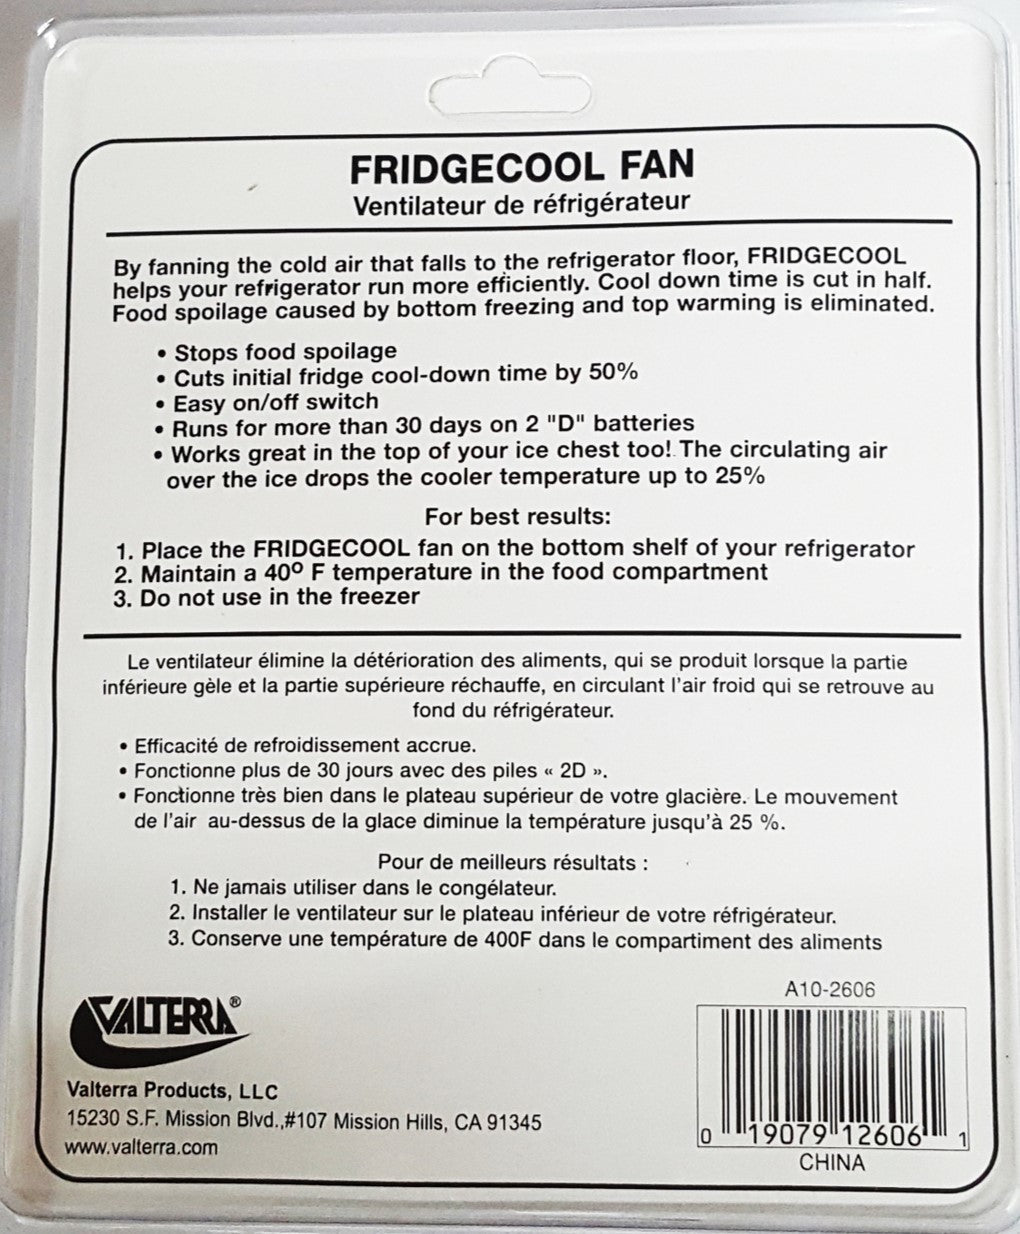 FRIDGECOOL FAN
Ventilateur de réfrigérateur
By fanning the cold air that falls to the refrigerator floor, FRIDGECOOL
helps your refrigerator run more efficiently. Cool down time is cut in half.
Food spoilage caused by bottom freezing and top warming is eliminated.
• Stops food spoilage
• Cuts initial fridge cool-down time by 50%
• Easy on/off switch
• Runs for more than 30 days on 2 "D" batteries
• Works great in the top of your ice chest too! The circulating air
over the ice drops the cooler temperature up to 25%
For best results:
1. Place the FRIDGECOOL fan on the bottom shelf of your refrigerator
2. Maintain a 40º F temperature in the food compartment
3. Do not use in the freezer
Le ventilateur élimine la détérioration des aliments, qui se produit lorsque la partie
inférieure gèle et la partie supérieure réchauffe, en circulant l'air froid qui se retrouve au
fond du réfrigérateur.
• Efficacité de refroidissement accrue.
• Fonctionne plus de 30 jours avec des piles « 2D ».
• Fonctionne très bien dans le plateau supérieur de votre glacière. Le mouvement
de l'air au-dessus de la glace diminue la température jusqu'à 25 %.
Pour de meilleurs résultats :
1. Ne jamais utiliser dans le congélateur.
2. Installer le ventilateur sur le plateau inférieur de votre réfrigérateur.
3. Conserve une température de 400F dans le compartiment des aliments
VALTERRA®
Valterra Products, LLC
15230 S.F. Mission Blvd.,#107 Mission Hills, CA 91345
www.valterra.com
A10-2606
0 19079 12606 1
CHINA